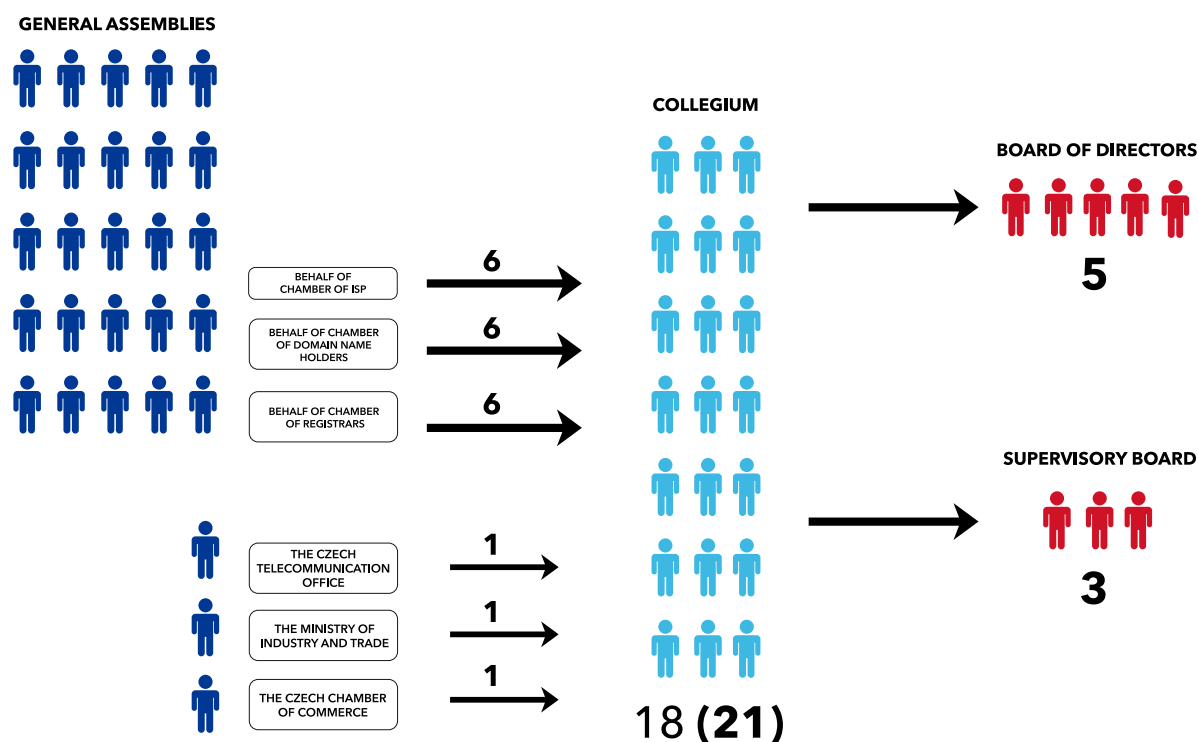 GENERAL ASSEMBLIES
BEHALF OF
CHAMBER OF ISP
6
BEHALF OF CHAMBER
OF DOMAIN NAME
HOLDERS
6
BEHALF OF CHAMBER
OF REGISTRARS
6
THE CZECH
TELECOMMUNICATION
OFFICE
1
THE MINISTRY OF
INDUSTRY AND TRADE
1
THE CZECH CHAMBER
OF COMMERCE
1
COLLEGIUM
18 (21)
BOARD OF DIRECTORS
5
SUPERVISORY BOARD
3